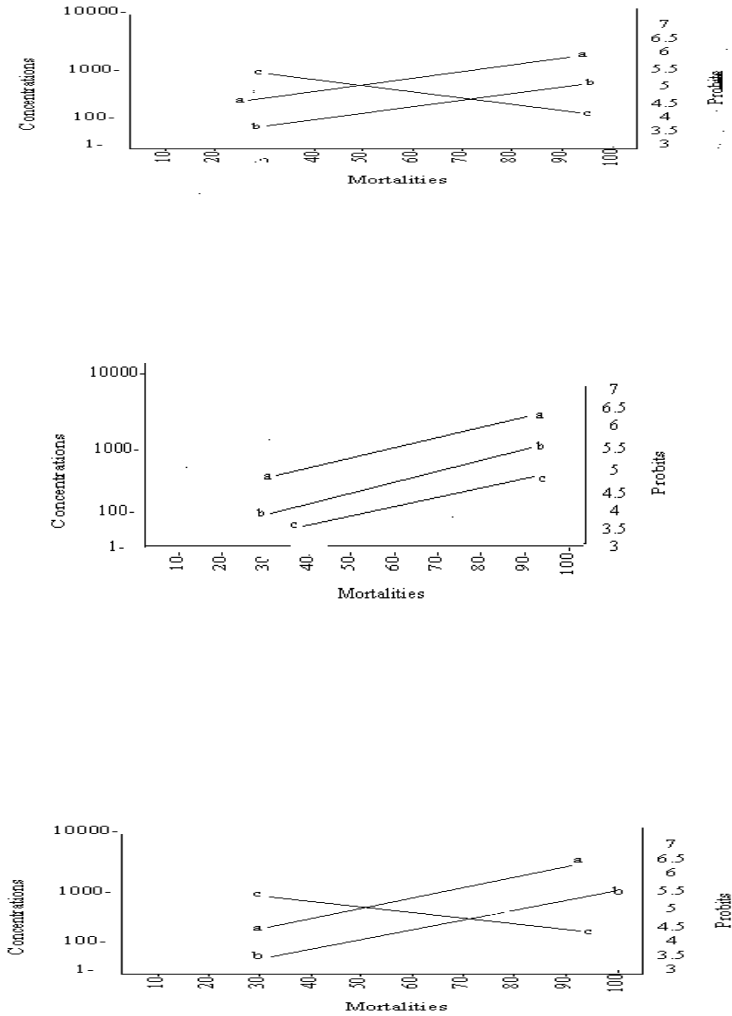 10000-
7
6.5
6
a
1000-
c
5.5
b
5
Concentrations
Probits
a
4.5
100-
c
4
b
3.5
1-
3
10-
20-
40-
50-
60-
70-
80-
90-
100-
Mortalities
10000-
7
6.5
a
6
1000-
b
5.5
Concentrations
Probits
a
c
5
4.5
100-
b
4
c
3.5
1-
3
10-
20-
30-
40-
50-
60-
70-
80-
90-
100-
Mortalities
10000-
7
a
6.5
6
1000-
c
b
5.5
Concentrations
Probits
5
a
c
4.5
100-
4
b
3.5
1-
3
10-
20-
30-
40-
50-
60-
70-
80-
90-
100-
Mortalities